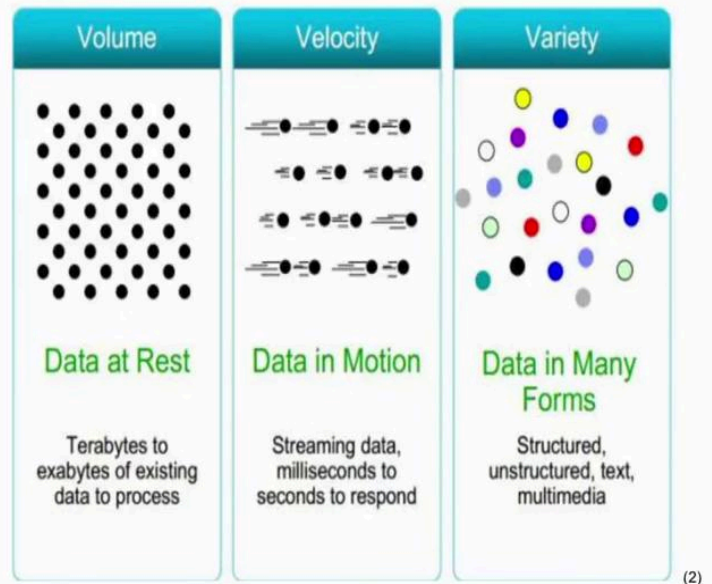 Volume
Data at Rest
Terabytes to
exabytes of existing
data to process
Velocity
Data in Motion
Streaming data,
milliseconds to
seconds to respond
Variety
Data in Many
Forms
Structured,
unstructured, text,
multimedia
(2)